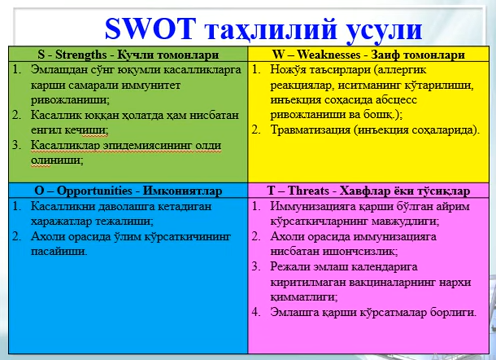 SWOT таҳлилий усули
S - Strengths - Кучли томонлари
1. Эмлашдан сўнг юқумли касалликларга
карши самарали иммунитет
ривожланиши;
2. Касаллик юққан ҳолатда ҳам нисбатан
енгил кечиши;
3. Касалликлар эпидемиясининг олди
олиниши;
W – Weaknesses - Заиф томонлари
1. Ножўя таъсирлари (аллергик
реакциялар, иситманинг кўтарилиши,
инъекция соҳасида абсцесс
ривожланиши ва бошқ.);
2. Травматизация (инъекция соҳаларида).
O – Opportunities - Имкониятлар
1. Касалликни даволашга кетадиган
харажатлар тежалиши;
2. Ахоли орасида ўлим кўрсаткичининг
пасайиши.
T – Threats - Хавфлар ёки тўсиқлар
1. Иммунизацияга қарши бўлган айрим
кўрсаткичларнинг мавжудлиги;
2. Ахоли орасида иммунизацияга
нисбатан ишончсизлик;
3. Режали эмлаш календарига
киритилмаган вакциналарнинг нархи
қимматлиги;
4. Эмлашга қарши кўрсатмалар борлиги.